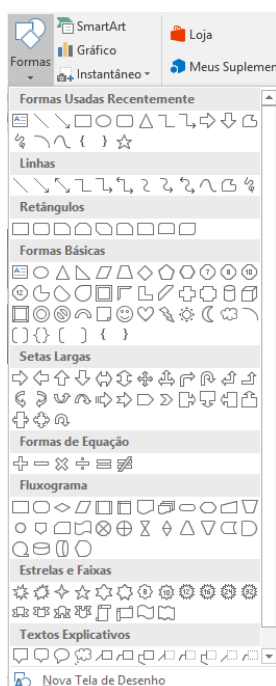 SmartArt
Loja
Gráfico
Formas
Instantâneo
Meus Suplemen
Formas Usadas Recentemente
Linhas
Retângulos
Formas Básicas
Setas Largas
Formas de Equação
Fluxograma
Estrelas e Faixas
Textos Explicativos
Nova Tela de Desenho